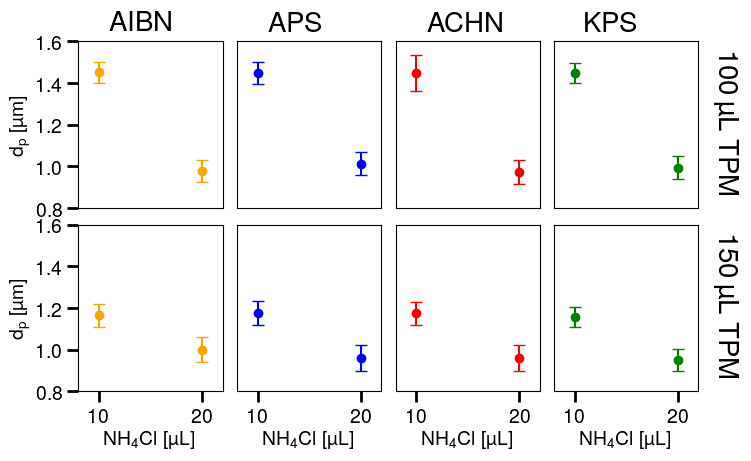 AIBN APS ACHN KPS
1.6
1.4
1.2
1.0
0.8
dₚ [µm]
100 µL TPM
1.6
1.4
1.2
1.0
0.8
dₚ [µm]
150 µL TPM
10 20 10 20 10 20 10 20
NH₄Cl [µL] NH₄Cl [µL] NH₄Cl [µL] NH₄Cl [µL]